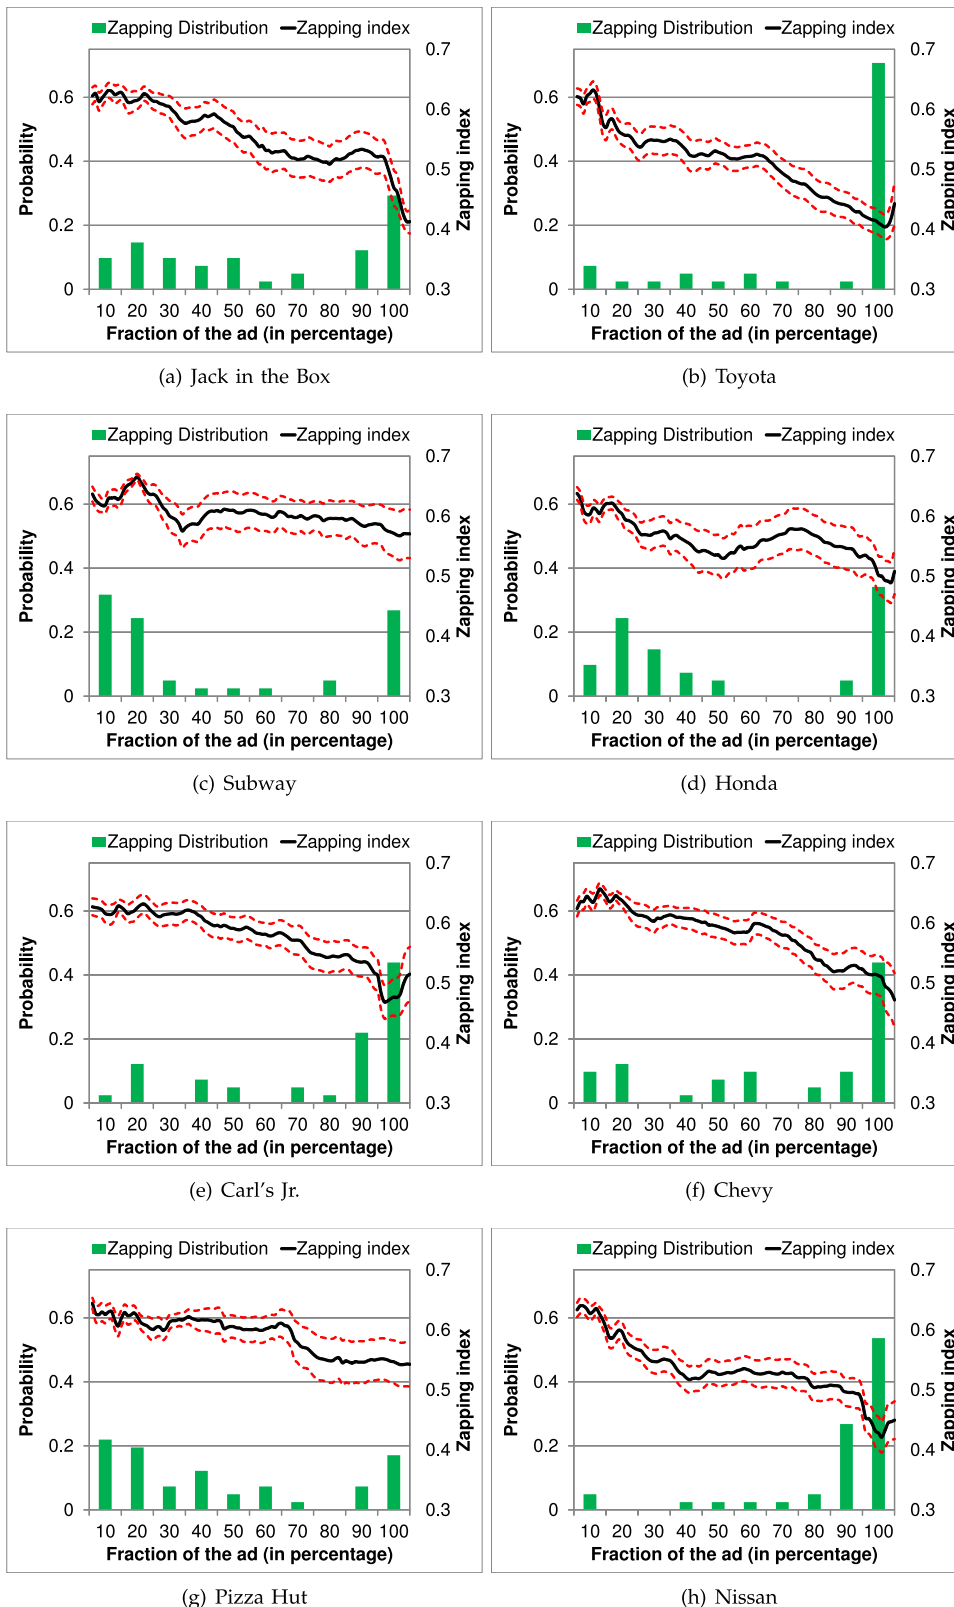 Zapping Distribution Zapping index
0.6
0.4
0.2
0
0.7
0.6
0.5
0.4
0.3
Probability
Zapping index
10 20 30 40 50 60 70 80 90 100
Fraction of the ad (in percentage)
(a) Jack in the Box
Zapping Distribution Zapping index
0.6
0.4
0.2
0
0.7
0.6
0.5
0.4
0.3
Probability
Zapping index
10 20 30 40 50 60 70 80 90 100
Fraction of the ad (in percentage)
(b) Toyota
Zapping Distribution Zapping index
0.6
0.4
0.2
0
0.7
0.6
0.5
0.4
0.3
Probability
Zapping index
10 20 30 40 50 60 70 80 90 100
Fraction of the ad (in percentage)
(c) Subway
Zapping Distribution Zapping index
0.6
0.4
0.2
0
0.7
0.6
0.5
0.4
0.3
Probability
Zapping index
10 20 30 40 50 60 70 80 90 100
Fraction of the ad (in percentage)
(d) Honda
Zapping Distribution Zapping index
0.6
0.4
0.2
0
0.7
0.6
0.5
0.4
0.3
Probability
Zapping index
10 20 30 40 50 60 70 80 90 100
Fraction of the ad (in percentage)
(e) Carl's Jr.
Zapping Distribution Zapping index
0.6
0.4
0.2
0
0.7
0.6
0.5
0.4
0.3
Probability
Zapping index
10 20 30 40 50 60 70 80 90 100
Fraction of the ad (in percentage)
(f) Chevy
Zapping Distribution Zapping index
0.6
0.4
0.2
0
0.7
0.6
0.5
0.4
0.3
Probability
Zapping index
10 20 30 40 50 60 70 80 90 100
Fraction of the ad (in percentage)
(g) Pizza Hut
Zapping Distribution Zapping index
0.6
0.4
0.2
0
0.7
0.6
0.5
0.4
0.3
Probability
Zapping index
10 20 30 40 50 60 70 80 90 100
Fraction of the ad (in percentage)
(h) Nissan